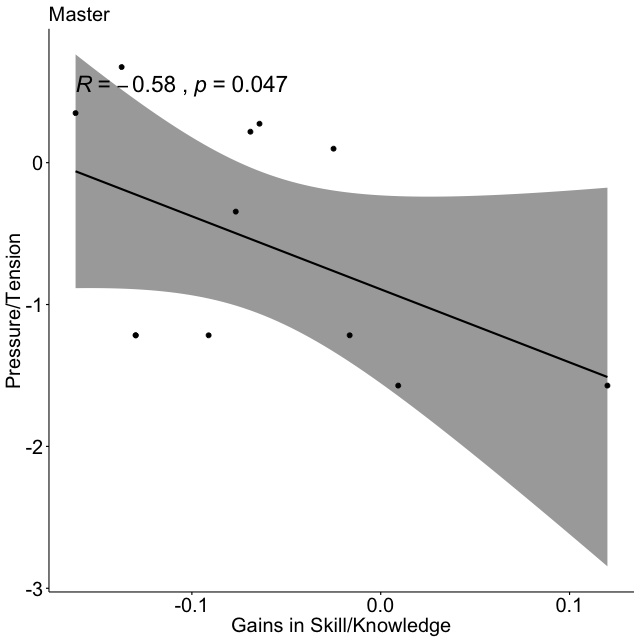 Master
R = −0.58 , p = 0.047
Pressure/Tension
0
-1
-2
-3
-0.1 0.0 0.1
Gains in Skill/Knowledge